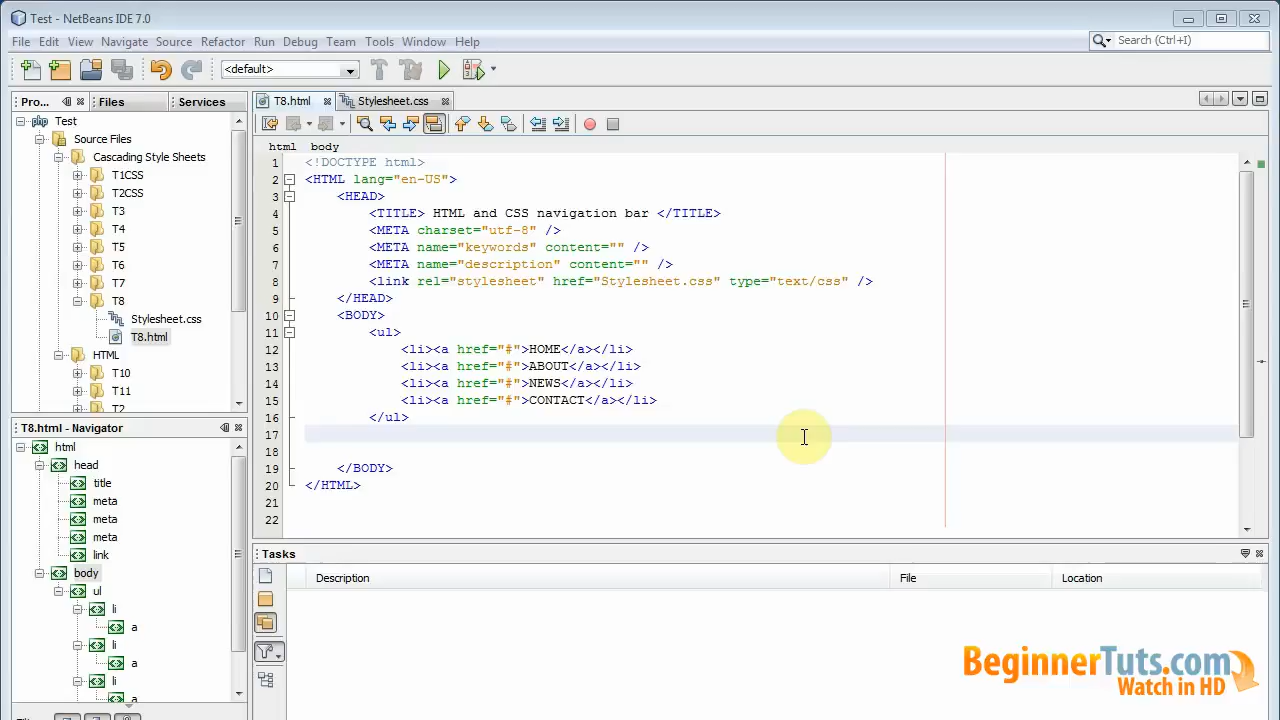 Test - NetBeans IDE 7.0
File Edit View Navigate Source Refactor Run Debug Team Tools Window Help
Search (Ctrl+I)
<default>
Pro... Files Services
T8.html Stylesheet.css
Test
Source Files
Cascading Style Sheets
T1CSS
T2CSS
T3
T4
T5
T6
T7
T8
Stylesheet.css
T8.html
HTML
T10
T11
T2
html body
1 <!DOCTYPE html>
2 <HTML lang="en-US">
3 <HEAD>
4 <TITLE> HTML and CSS navigation bar </TITLE>
5 <META charset="utf-8" />
6 <META name="keywords" content="" />
7 <META name="description" content="" />
8 <link rel="stylesheet" href="Stylesheet.css" type="text/css" />
9 </HEAD>
10 <BODY>
11 <ul>
12 <li><a href="#">HOME</a></li>
13 <li><a href="#">ABOUT</a></li>
14 <li><a href="#">NEWS</a></li>
15 <li><a href="#">CONTACT</a></li>
16 </ul>
17
18
19 </BODY>
20 </HTML>
21
22
T8.html - Navigator
html
head
title
meta
meta
meta
link
body
ul
li
a
li
a
li
a
Tasks
Description File Location
BeginnerTuts.com
Watch in HD